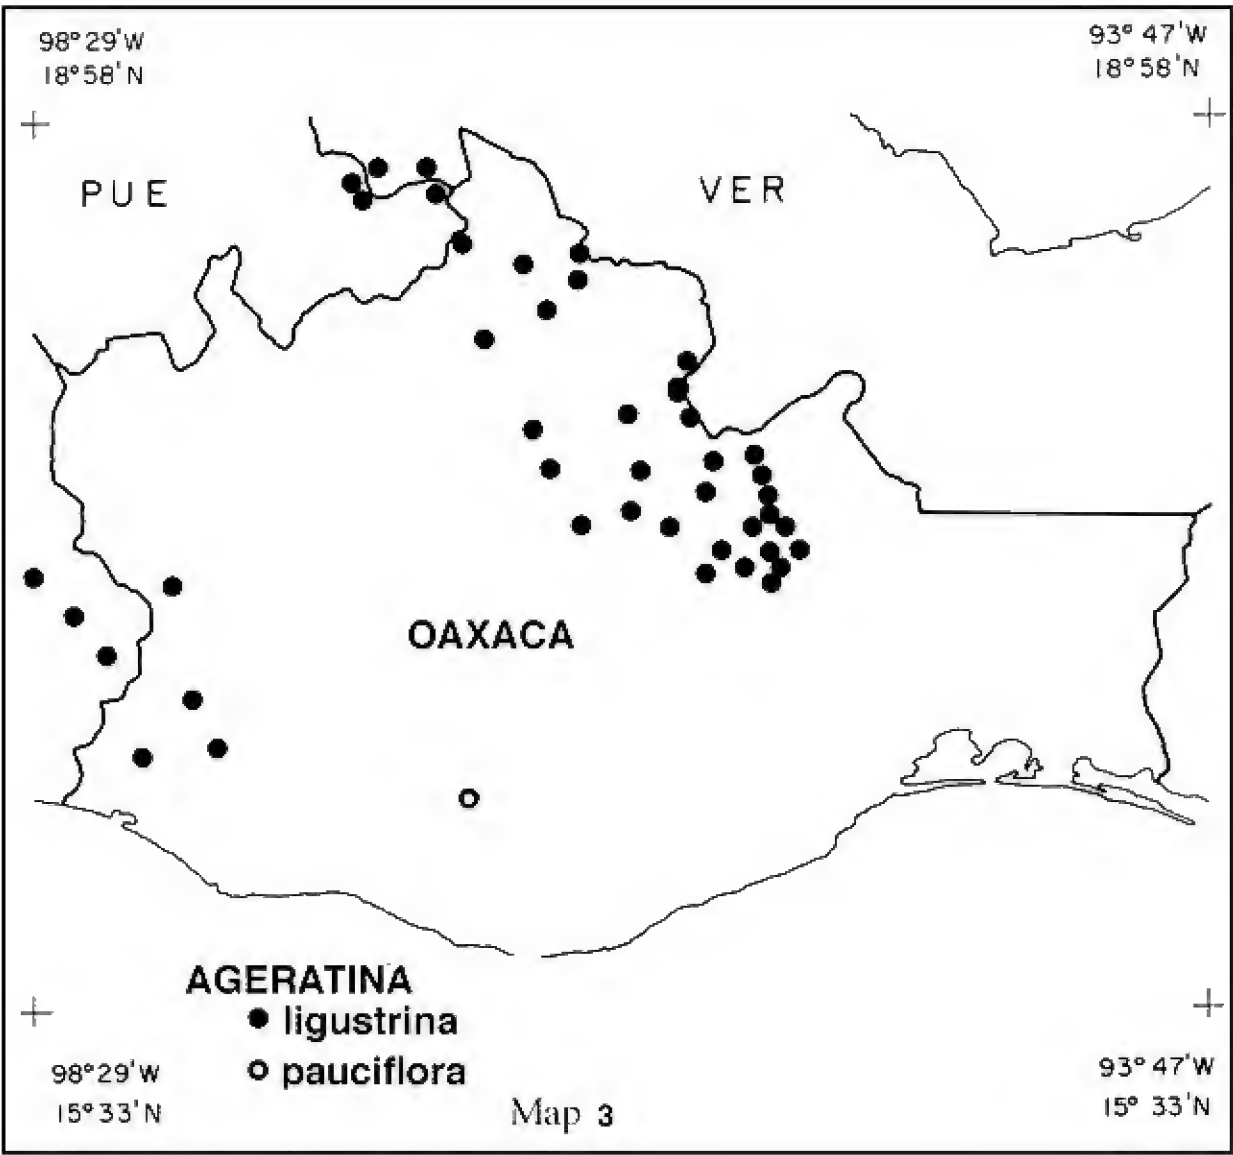 98°29'W
18°58'N
93°47'W
18°58'N
PUE
VER
OAXACA
AGERATINA
● ligustrina
○ pauciflora
98°29'W
15°33'N
Map 3
93°47'W
15°33'N